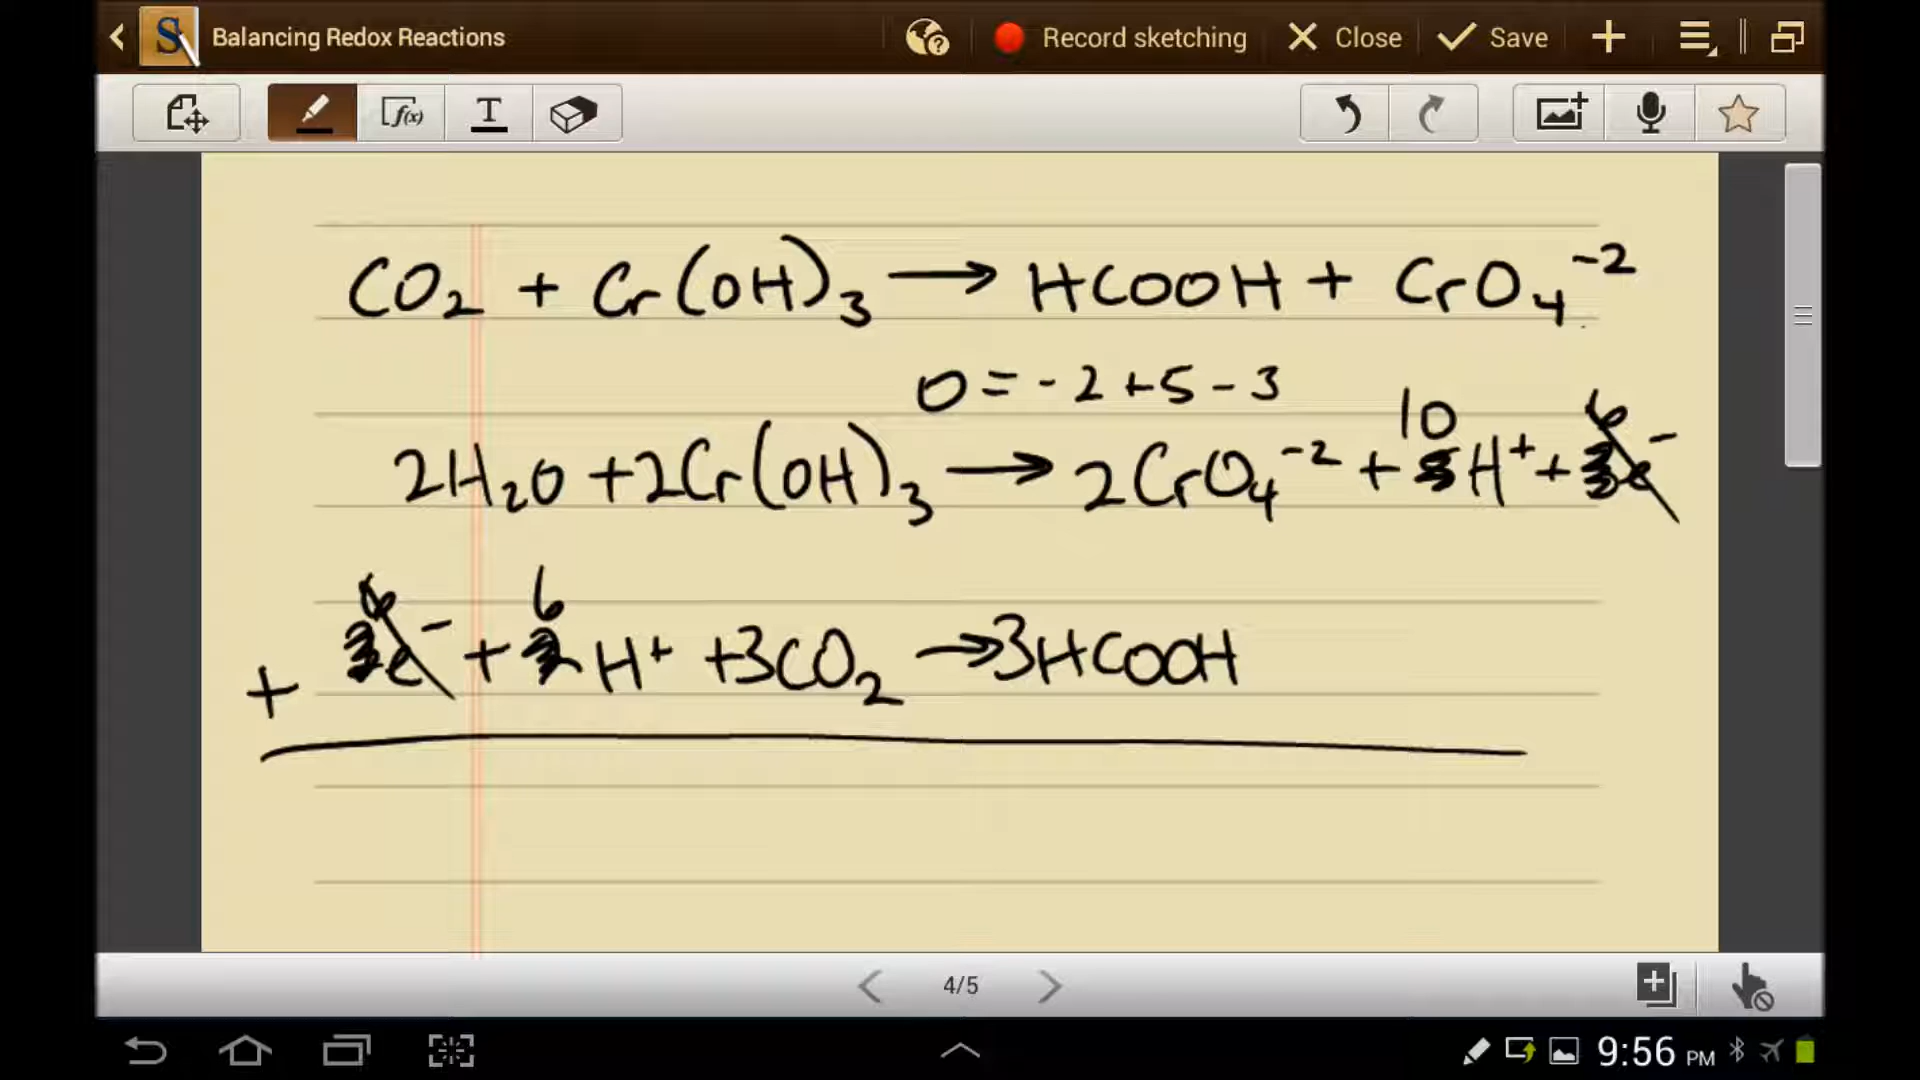 Balancing Redox Reactions Record sketching Close Save
f(x) T
CO₂ + Cr(OH)₃ → HCOOH + CrO₄⁻²
0 = -2 +5 - 3
2H₂O + 2Cr(OH)₃ → 2CrO₄⁻² + 10 H⁺ + 6e⁻
+ 6e⁻ + 6H⁺ + 3CO₂ → 3HCOOH
4/5
9:56 PM